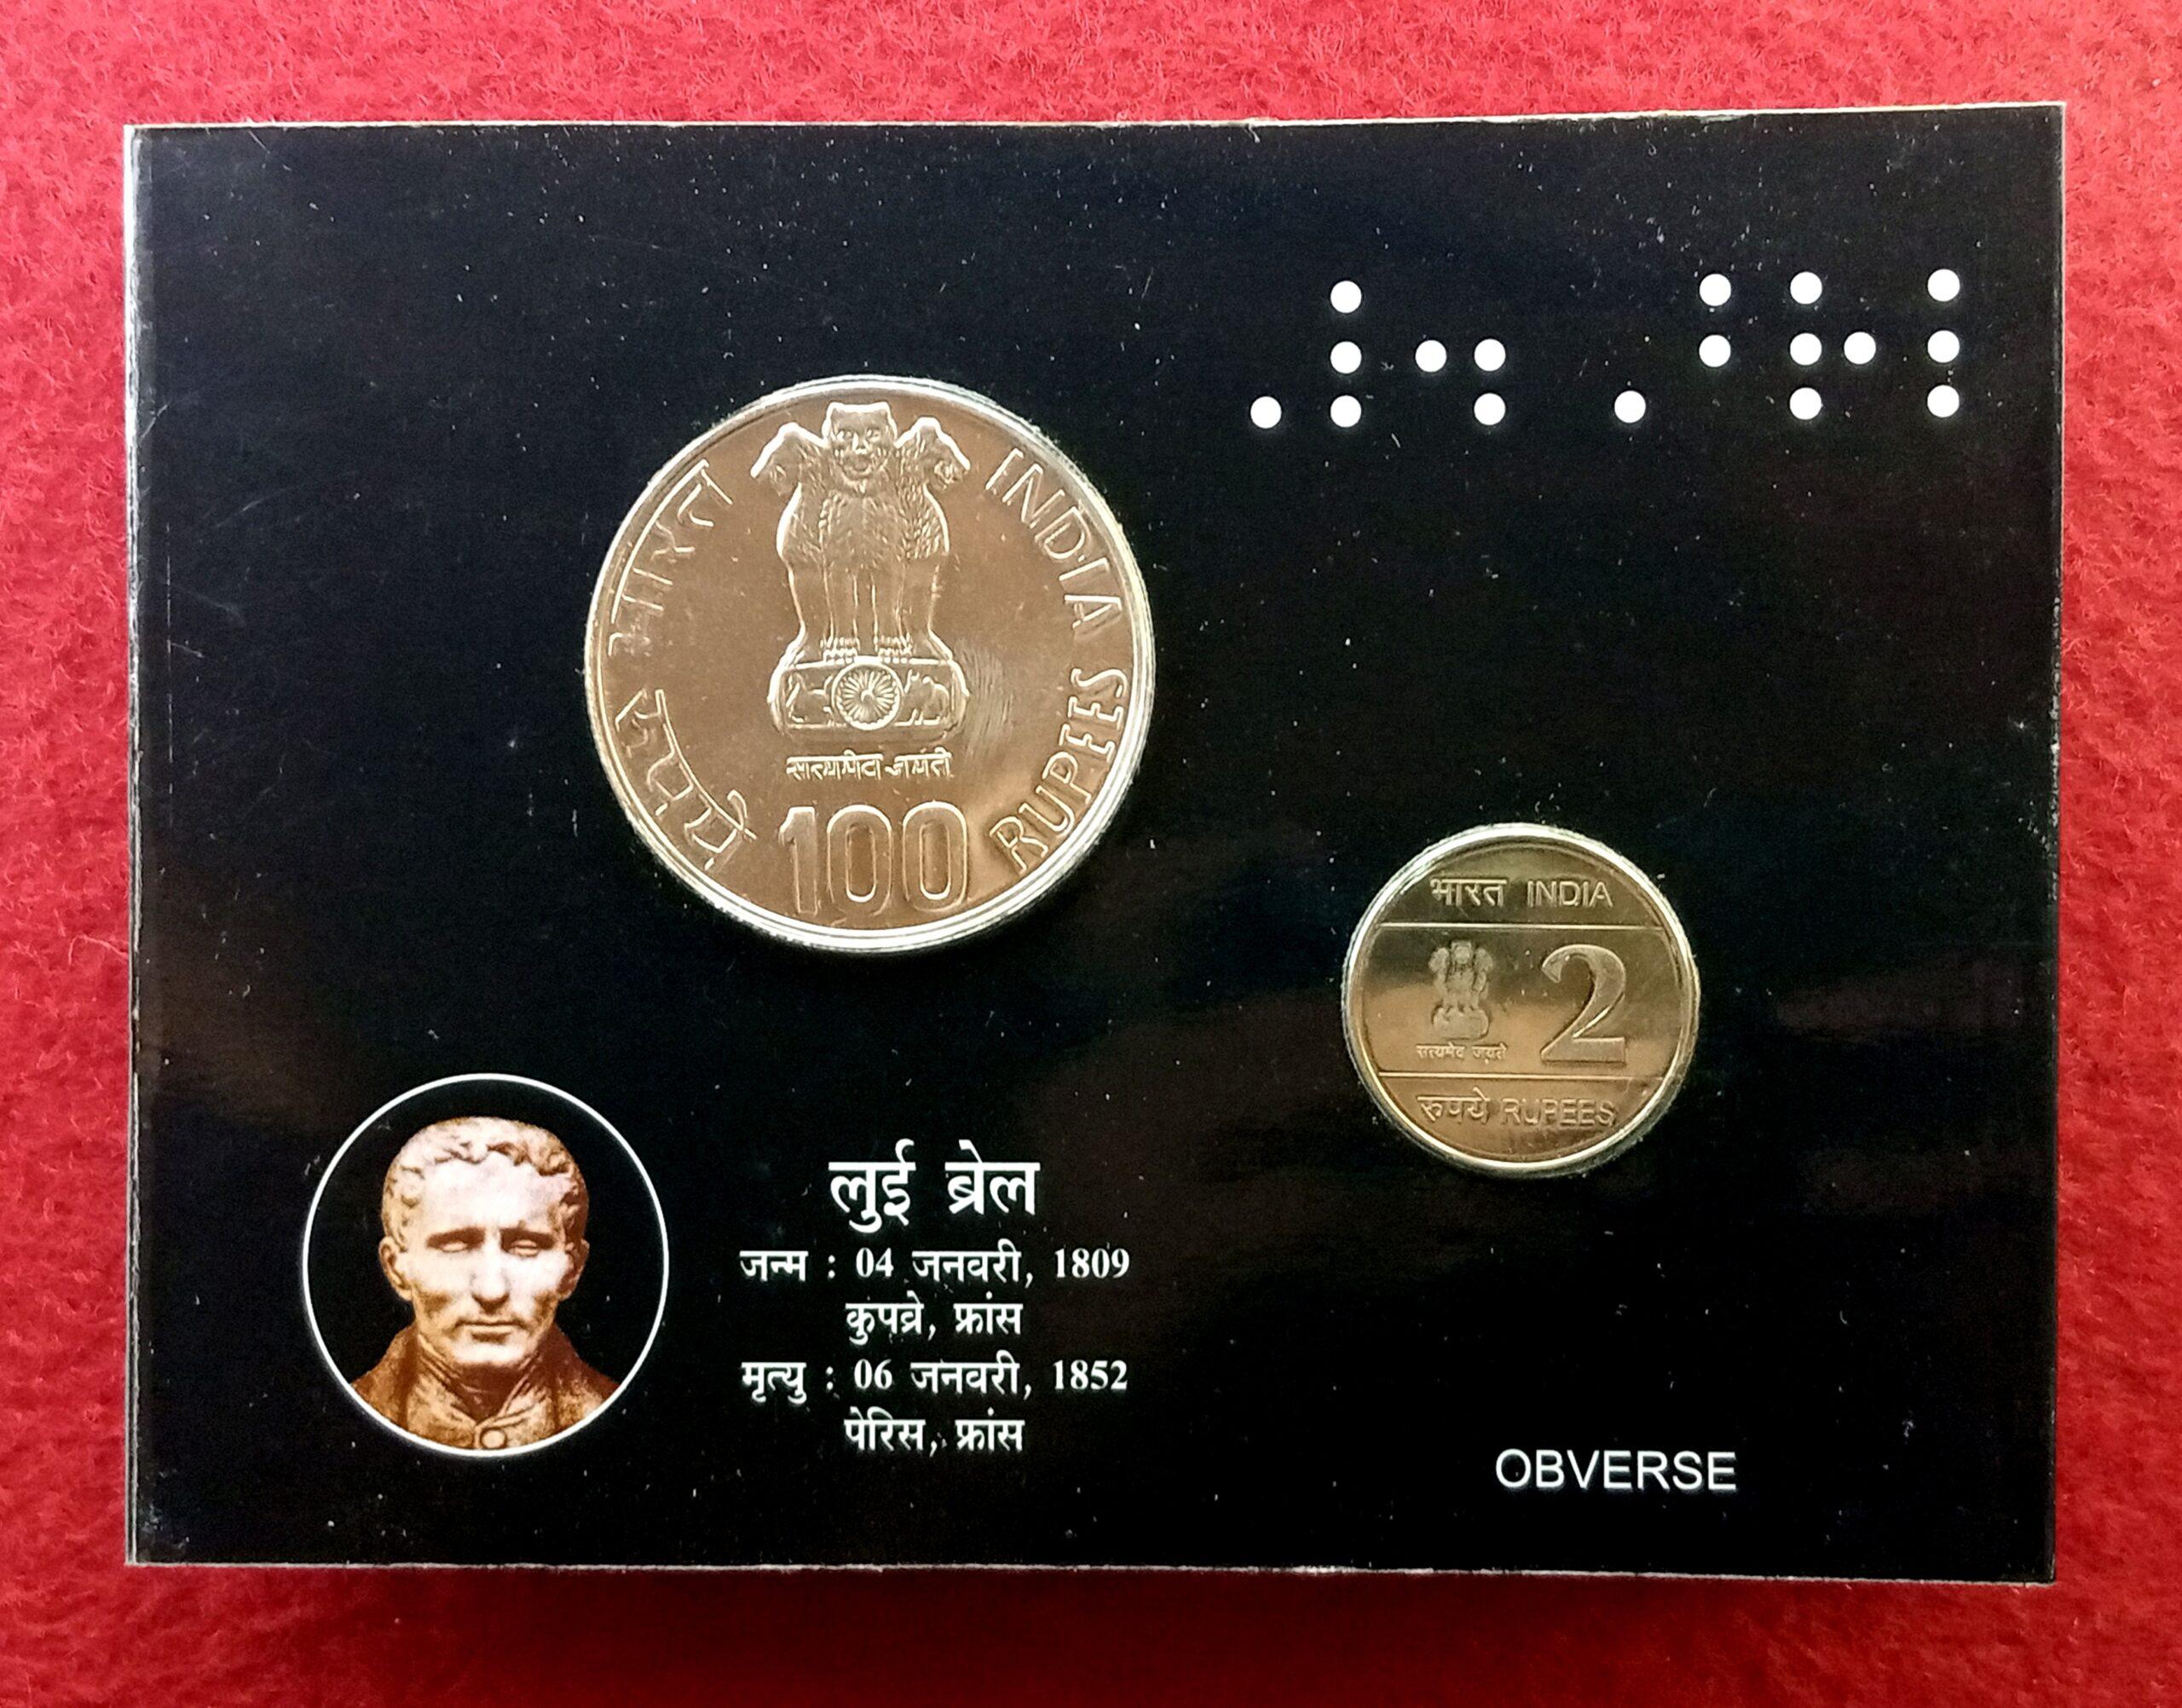 ⠠⠇⠲ ⠠⠃⠗⠇
भारत
INDIA
सत्यमेव जयते
रुपये
100
RUPEES
भारत INDIA
2
सत्यमेव जयते
रुपये RUPEES
लुई ब्रेल
जन्म : 04 जनवरी, 1809
कुपव्रे, फ्रांस
मृत्यु : 06 जनवरी, 1852
पेरिस, फ्रांस
OBVERSE